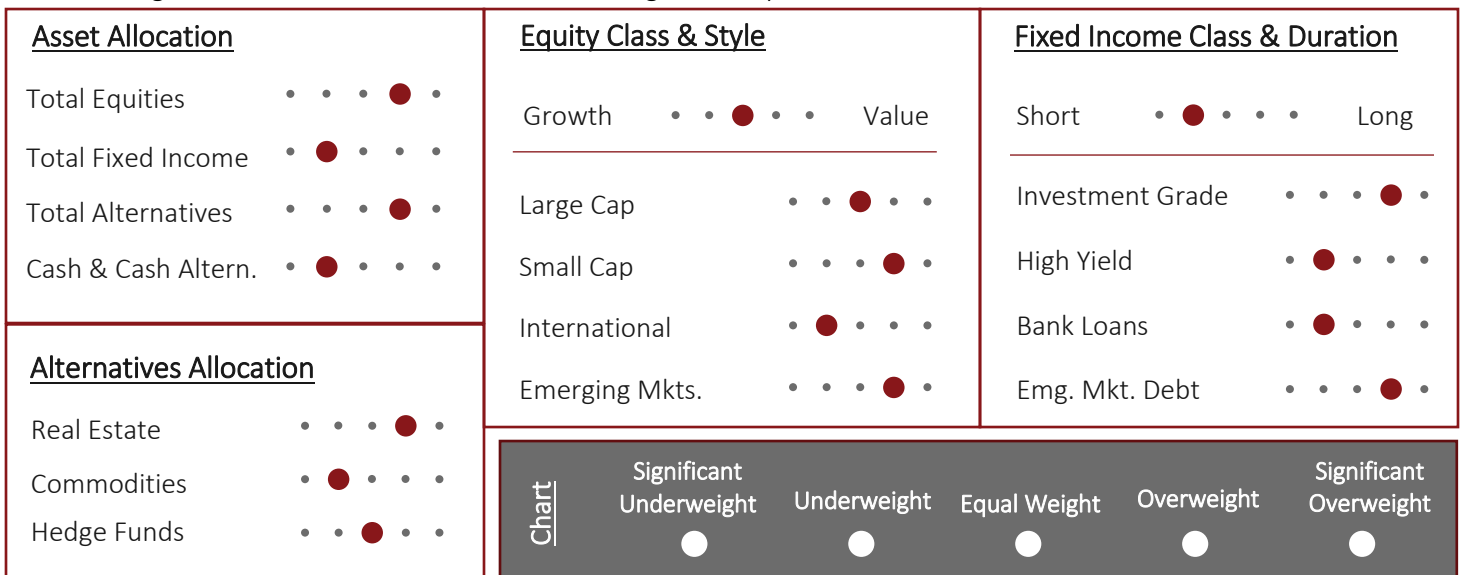 Asset Allocation
Total Equities
Total Fixed Income
Total Alternatives
Cash & Cash Altern.
Alternatives Allocation
Real Estate
Commodities
Hedge Funds
Equity Class & Style
Growth Value
Large Cap
Small Cap
International
Emerging Mkts.
Fixed Income Class & Duration
Short Long
Investment Grade
High Yield
Bank Loans
Emg. Mkt. Debt
Chart
Significant
Underweight
Underweight
Equal Weight
Overweight
Significant
Overweight